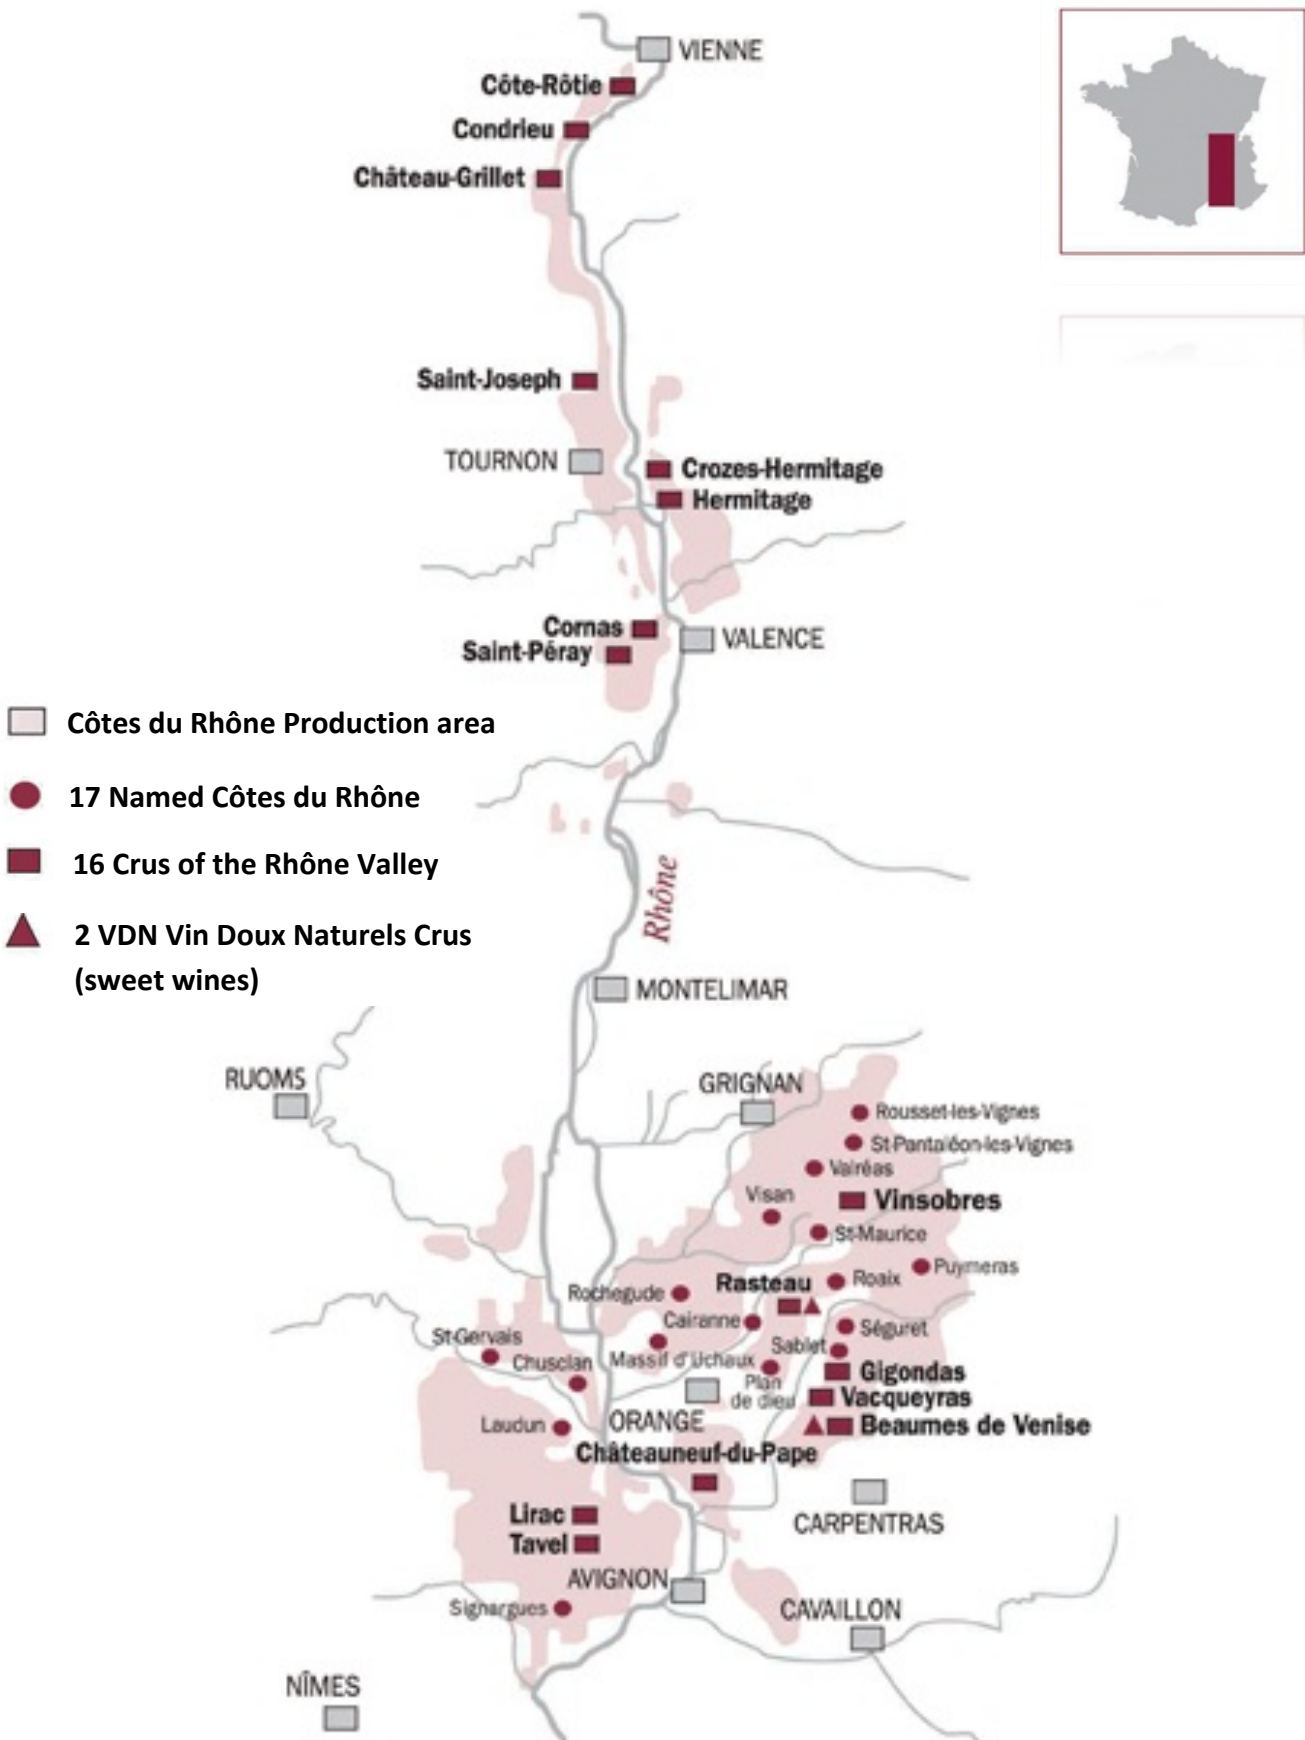 VIENNE
Côte-Rôtie
Condrieu
Château-Grillet
Saint-Joseph
TOURNON
Crozes-Hermitage
Hermitage
Cornas
VALENCE
Saint-Péray
Côtes du Rhône Production area
17 Named Côtes du Rhône
16 Crus of the Rhône Valley
2 VDN Vin Doux Naturels Crus
(sweet wines)
Rhône
MONTELIMAR
RUOMS
GRIGNAN
Rousset-les-Vignes
St-Pantaléon-les-Vignes
Valréas
Visan
Vinsobres
St-Maurice
Puymeras
Rasteau
Roaix
Rochegude
Cairanne
Séguret
St-Gervais
Sablet
Chusclan
Massif d'Uchaux
Gigondas
Plan
de dieu
Vacqueyras
ORANGE
Laudun
Beaumes de Venise
Châteauneuf-du-Pape
Lirac
CARPENTRAS
Tavel
AVIGNON
Signargues
CAVAILLON
NÎMES